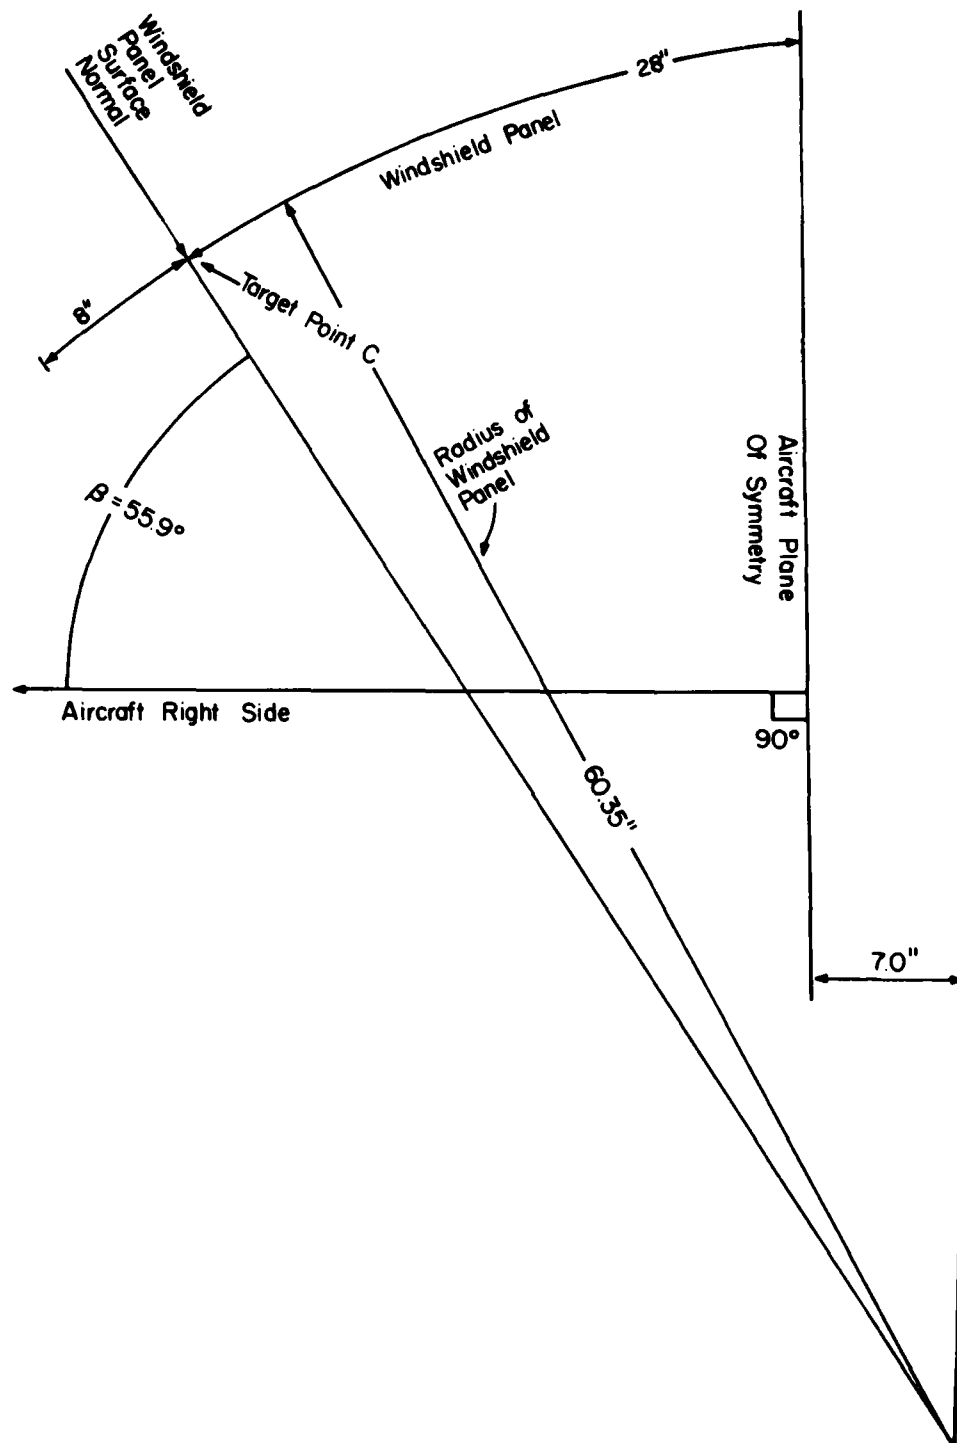 Windshield
Panel
Surface
Normal
28"
Windshield Panel
8"
Target Point C
Radius of
Windshield
Panel
Aircraft Plane
Of Symmetry
β = 55.9°
Aircraft Right Side
90°
60.35"
7.0"